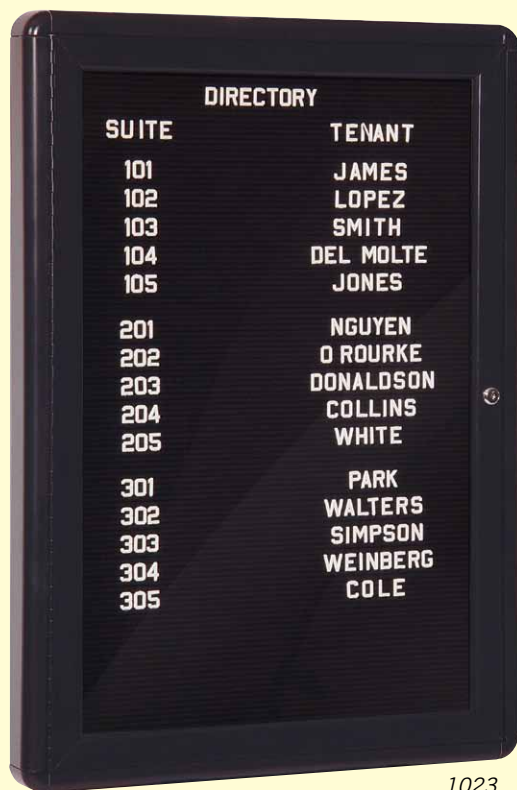 DIRECTORY
SUITE TENANT
101 JAMES
102 LOPEZ
103 SMITH
104 DEL MOLTE
105 JONES
201 NGUYEN
202 O ROURKE
203 DONALDSON
204 COLLINS
205 WHITE
301 PARK
302 WALTERS
303 SIMPSON
304 WEINBERG
305 COLE
1023